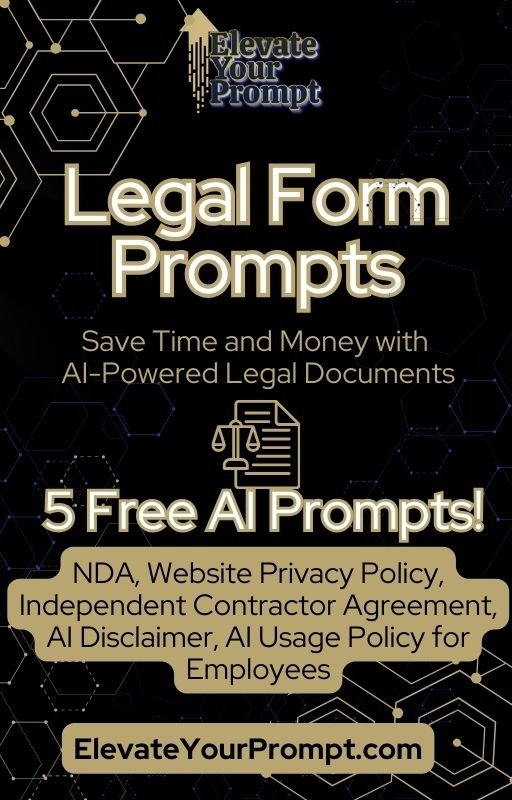 Elevate
Your
Prompt
Legal Form
Prompts
Save Time and Money with
AI-Powered Legal Documents
5 Free AI Prompts!
NDA, Website Privacy Policy,
Independent Contractor Agreement,
AI Disclaimer, AI Usage Policy for
Employees
ElevateYourPrompt.com